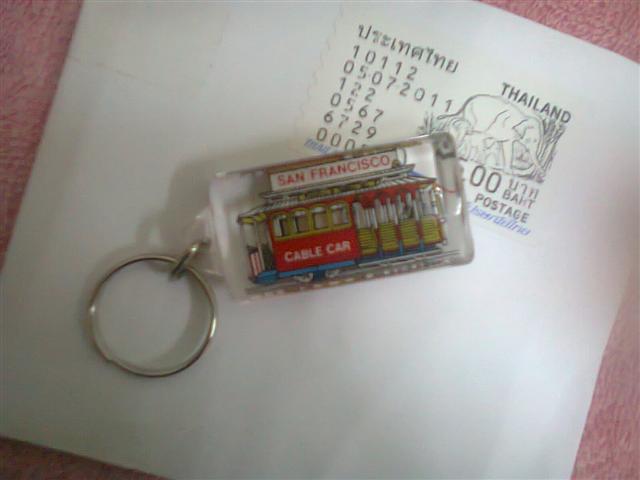 ประเทศไทย
10112
05072011
122
0567
6729
THAILAND
00 บาท
BAHT
POSTAGE
SAN FRANCISCO
CABLE CAR